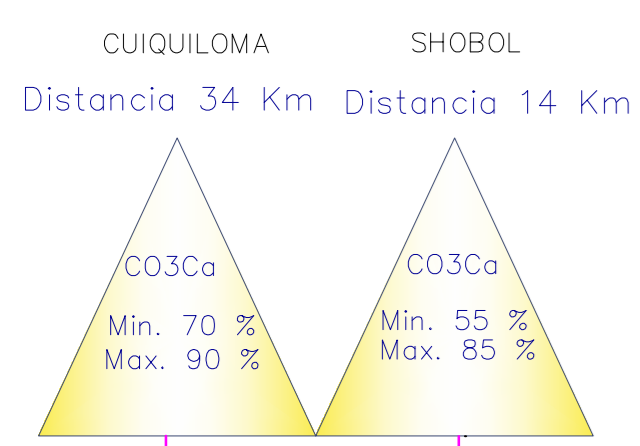 CUIQUILOMA
Distancia 34 Km
CO3Ca
Min. 70 %
Max. 90 %
SHOBOL
Distancia 14 Km
CO3Ca
Min. 55 %
Max. 85 %